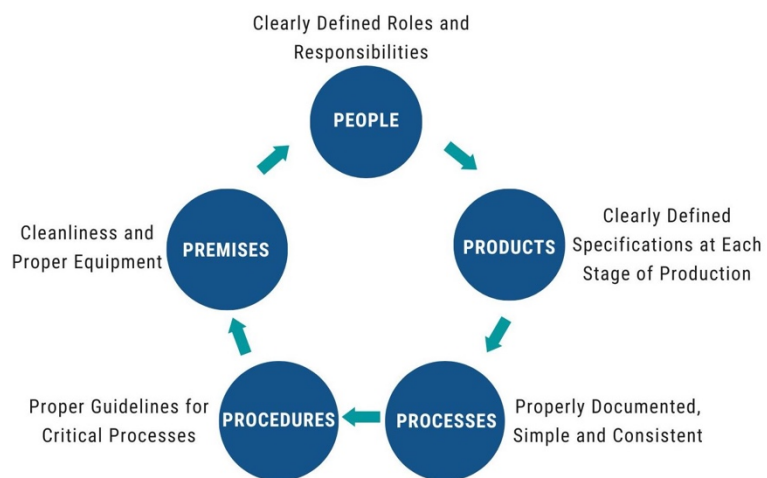 Clearly Defined Roles and
Responsibilities
PEOPLE
Clearly Defined
Specifications at Each
Stage of Production
PRODUCTS
Properly Documented,
Simple and Consistent
PROCESSES
Proper Guidelines for
Critical Processes
PROCEDURES
Cleanliness and
Proper Equipment
PREMISES